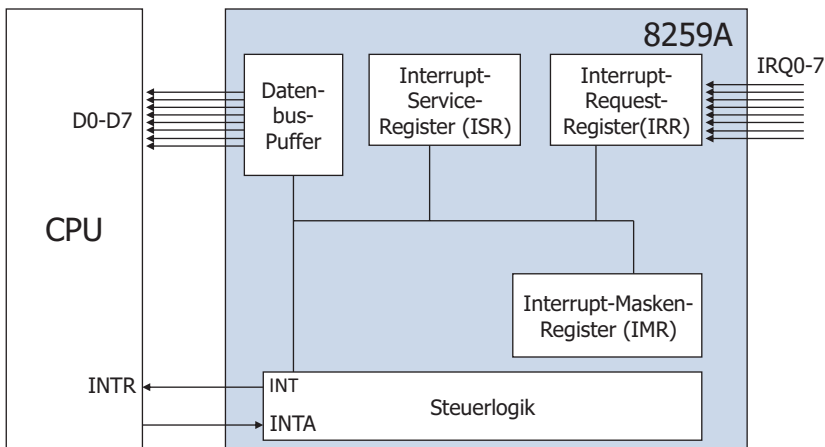 8259A
IRQ0-7
D0-D7
Daten-
bus-
Puffer
Interrupt-
Service-
Register (ISR)
Interrupt-
Request-
Register(IRR)
CPU
Interrupt-Masken-
Register (IMR)
INTR
INT
INTA
Steuerlogik